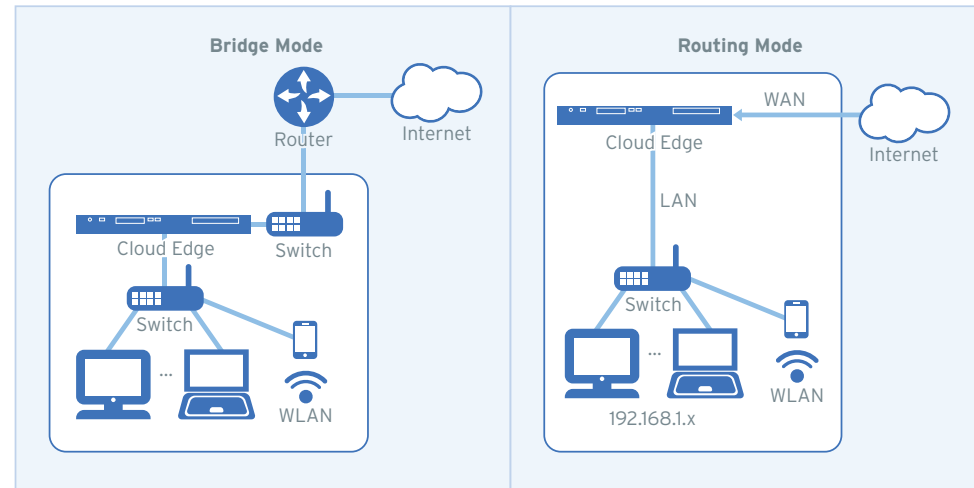 Bridge Mode
Router
Internet
Cloud Edge
Switch
Switch
...
WLAN
Routing Mode
WAN
Cloud Edge
Internet
LAN
Switch
...
WLAN
192.168.1.x